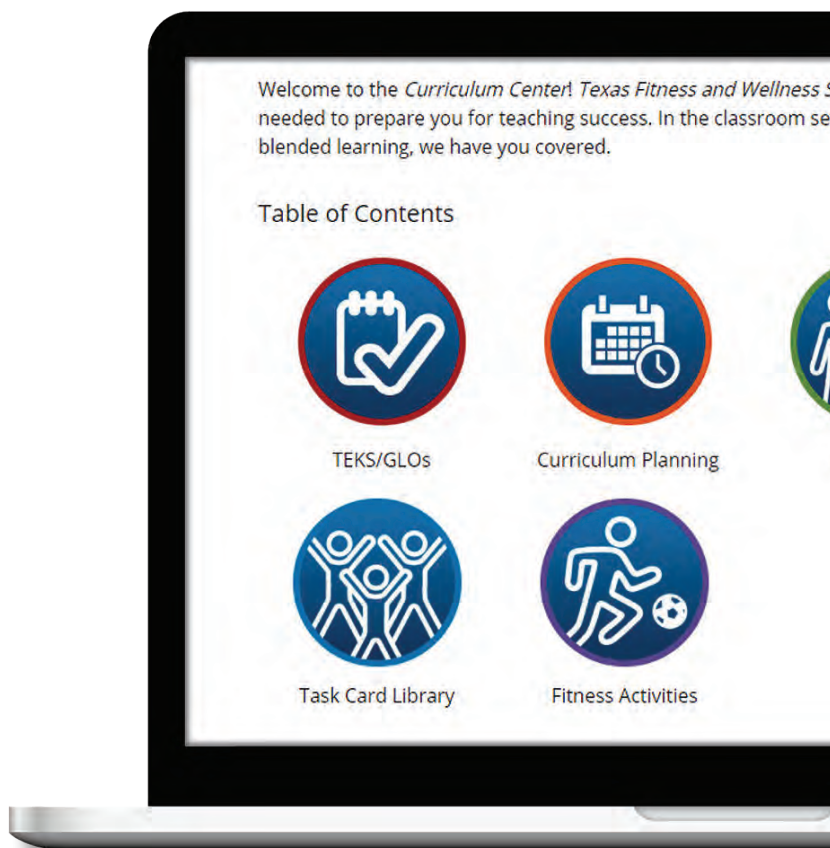 Welcome to the Curriculum Center! Texas Fitness and Wellness
needed to prepare you for teaching success. In the classroom
blended learning, we have you covered.
Table of Contents
TEKS/GLOs
Curriculum Planning
Task Card Library
Fitness Activities